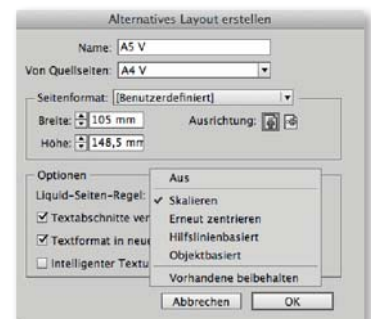 Alternatives Layout erstellen
Name: A5 V
Von Quellseiten: A4 V
Seitenformat: [Benutzerdefiniert]
Breite: 105 mm Ausrichtung:
Höhe: 148,5 mm
Optionen
Liquid-Seiten-Regel:
Aus
Skalieren
Erneut zentrieren
Hilfslinienbasiert
Objektbasiert
Vorhandene beibehalten
Textabschnitte ver
Textformat in neue
Intelligenter Textu
Abbrechen OK